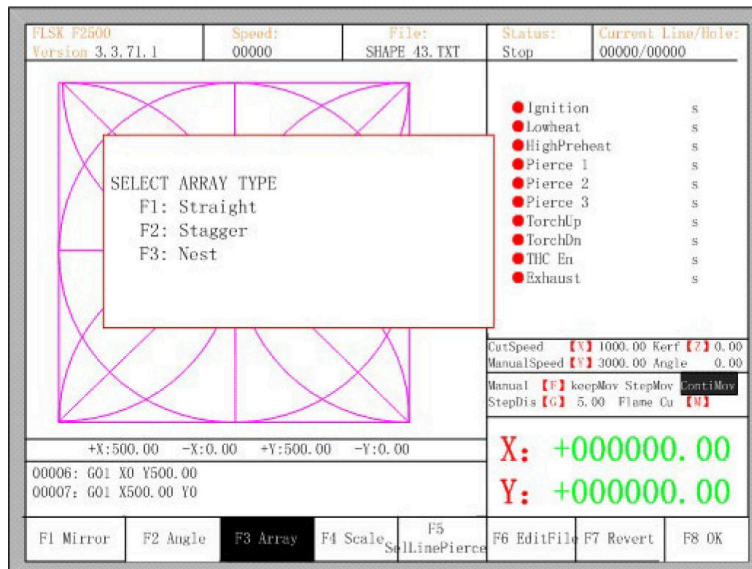 FLSK F2500
Version 3.3.71.1
Speed:
00000
File:
SHAPE 43.TXT
Status:
Stop
Current Line/Hole:
00000/00000
SELECT ARRAY TYPE
F1: Straight
F2: Stagger
F3: Nest
Ignition s
Lowheat s
HighPreheat s
Pierce 1 s
Pierce 2 s
Pierce 3 s
TorchUp s
TorchDn s
THC En s
Exhaust s
CutSpeed 【X】 1000.00 Kerf 【Z】 0.00
ManualSpeed 【Y】 3000.00 Angle 0.00
Manual 【F】 keepMov StepMov ContiMov
StepDis 【G】 5.00 Flame Cu 【M】
+X:500.00 -X:0.00 +Y:500.00 -Y:0.00
00006: G01 X0 Y500.00
00007: G01 X500.00 Y0
X: +000000.00
Y: +000000.00
F1 Mirror
F2 Angle
F3 Array
F4 Scale
F5
SelLinePierce
F6 EditFile
F7 Revert
F8 OK